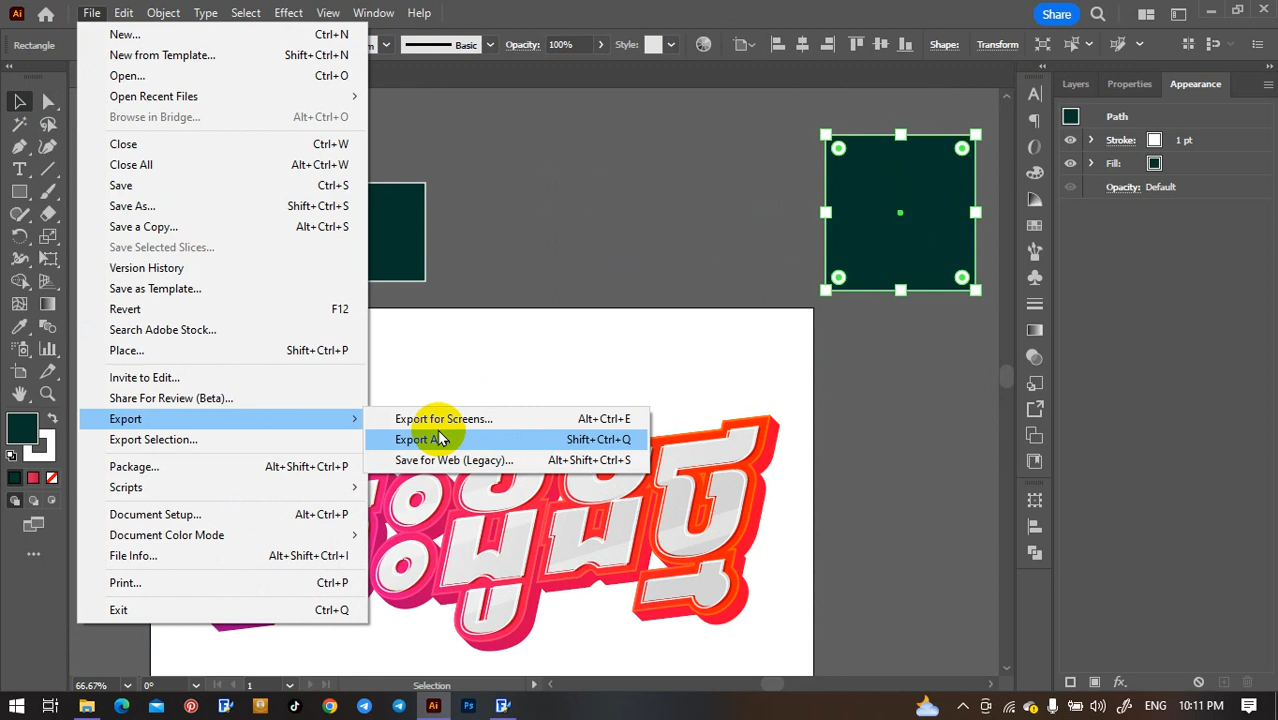 File Edit Object Type Select Effect View Window Help
Share
Rectangle
Basic
Opacity: 100%
Style:
Shape: Transform
New... Ctrl+N
New from Template... Shift+Ctrl+N
Open... Ctrl+O
Open Recent Files
Browse in Bridge... Alt+Ctrl+O
Close Ctrl+W
Close All Alt+Ctrl+W
Save Ctrl+S
Save As... Shift+Ctrl+S
Save a Copy... Alt+Ctrl+S
Save Selected Slices...
Version History
Save as Template...
Revert F12
Search Adobe Stock...
Place... Shift+Ctrl+P
Invite to Edit...
Share For Review (Beta)...
Export
Export Selection...
Package... Alt+Shift+Ctrl+P
Scripts
Document Setup... Alt+Ctrl+P
Document Color Mode
File Info... Alt+Shift+Ctrl+I
Print... Ctrl+P
Exit Ctrl+Q
Export for Screens... Alt+Ctrl+E
Export Shift+Ctrl+Q
Save for Web (Legacy)... Alt+Shift+Ctrl+S
Layers Properties Appearance
Path
Stroke: 1 pt
Fill:
Opacity: Default
66.67% 0° 1 Selection
Ai Ps
10:11 PM